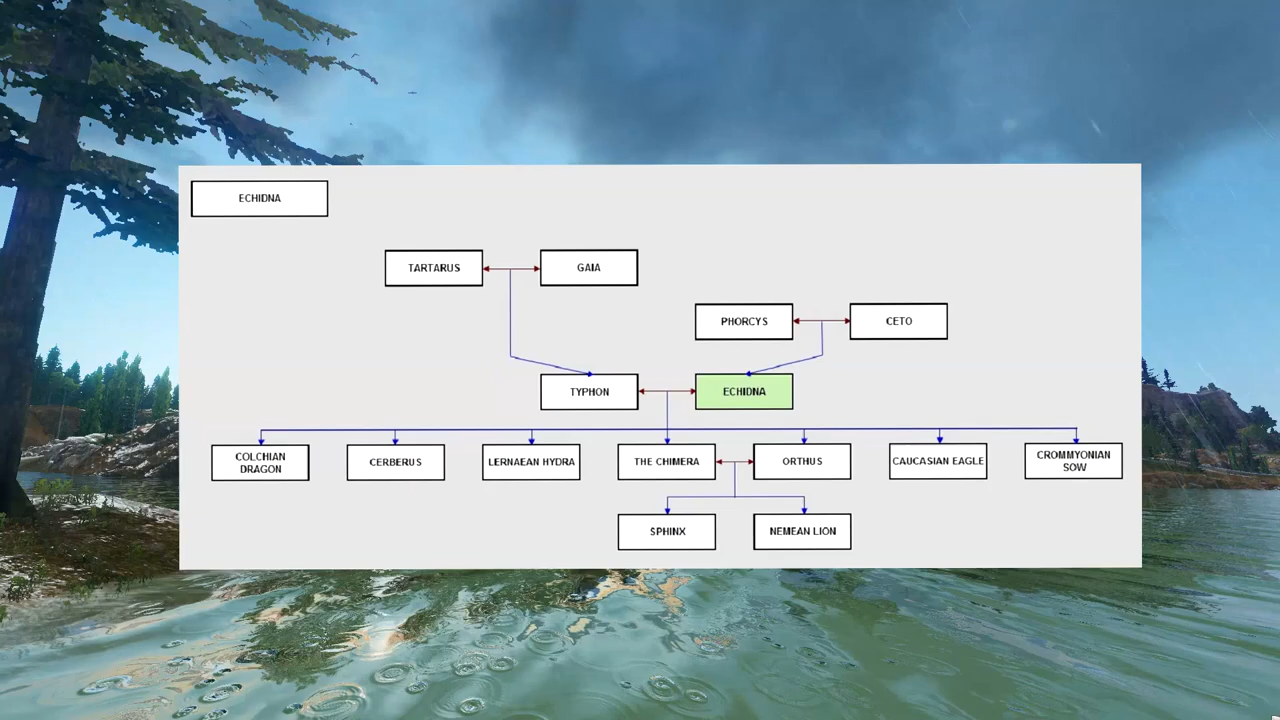 ECHIDNA
TARTARUS
GAIA
PHORCYS
CETO
TYPHON
ECHIDNA
COLCHIAN
DRAGON
CERBERUS
LERNAEAN HYDRA
THE CHIMERA
ORTHUS
CAUCASIAN EAGLE
CROMMYONIAN
SOW
SPHINX
NEMEAN LION